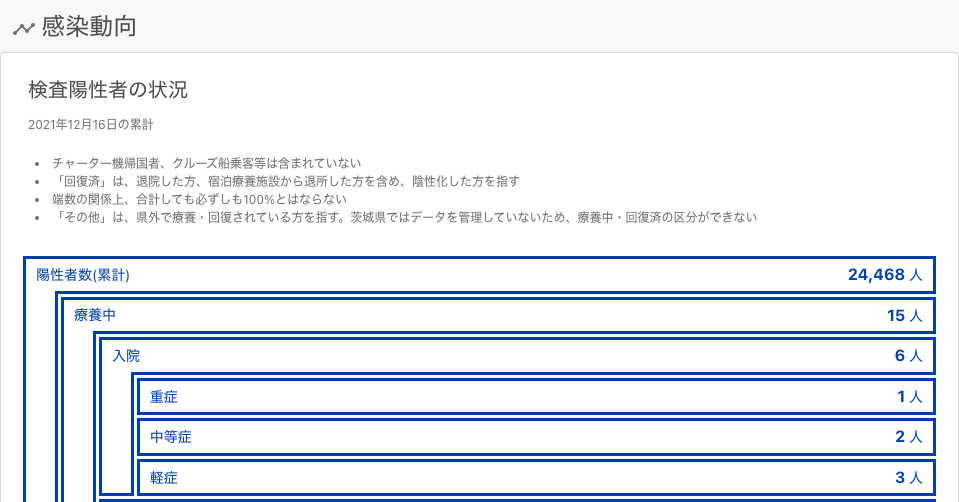 感染動向
検査陽性者の状況
2021年12月16日の累計
• チャーター機帰国者、クルーズ船乗客等は含まれていない
• 「回復済」は、退院した方、宿泊療養施設から退所した方を含め、陰性化した方を指す
• 端数の関係上、合計しても必ずしも100%とはならない
• 「その他」は、県外で療養・回復されている方を指す。茨城県ではデータを管理していないため、療養中・回復済の区分ができない
陽性者数(累計) 24,468 人
療養中 15 人
入院 6 人
重症 1 人
中等症 2 人
軽症 3 人